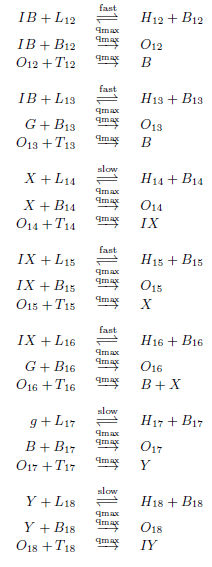 IB + L₁₂ fast ⇌ qmax H₁₂ + B₁₂
IB + B₁₂ qmax → O₁₂
O₁₂ + T₁₂ qmax → B
IB + L₁₃ fast ⇌ qmax H₁₃ + B₁₃
G + B₁₃ qmax → O₁₃
O₁₃ + T₁₃ qmax → B
X + L₁₄ slow ⇌ qmax H₁₄ + B₁₄
X + B₁₄ qmax → O₁₄
O₁₄ + T₁₄ qmax → IX
IX + L₁₅ fast ⇌ qmax H₁₅ + B₁₅
IX + B₁₅ qmax → O₁₅
O₁₅ + T₁₅ qmax → X
IX + L₁₆ fast ⇌ qmax H₁₆ + B₁₆
G + B₁₆ qmax → O₁₆
O₁₆ + T₁₆ qmax → B + X
g + L₁₇ slow ⇌ qmax H₁₇ + B₁₇
B + B₁₇ qmax → O₁₇
O₁₇ + T₁₇ qmax → Y
Y + L₁₈ slow ⇌ qmax H₁₈ + B₁₈
Y + B₁₈ qmax → O₁₈
O₁₈ + T₁₈ qmax → IY